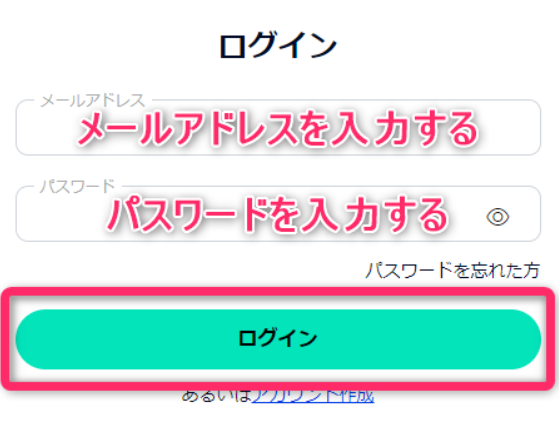 ログイン
メールアドレス
メールアドレスを入力する
パスワード
パスワードを入力する
パスワードを忘れた方
ログイン
あるいはアカウント作成